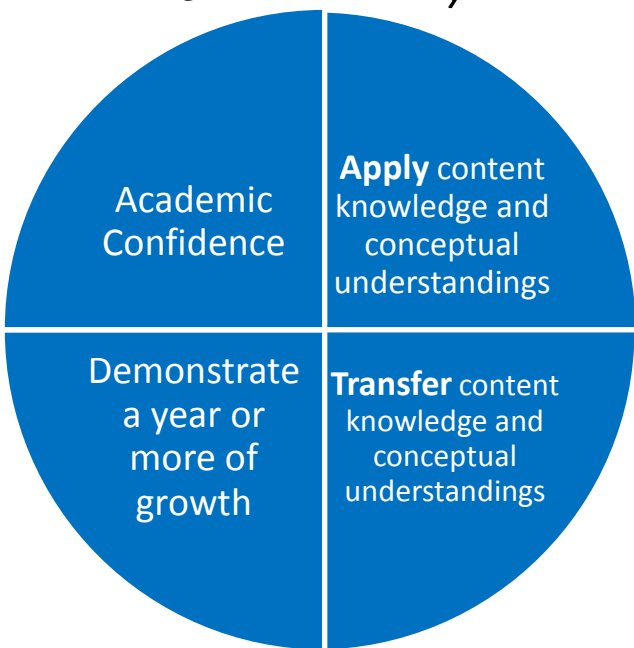 Academic
Confidence
Apply content
knowledge and
conceptual
understandings
Demonstrate
a year or
more of
growth
Transfer content
knowledge and
conceptual
understandings